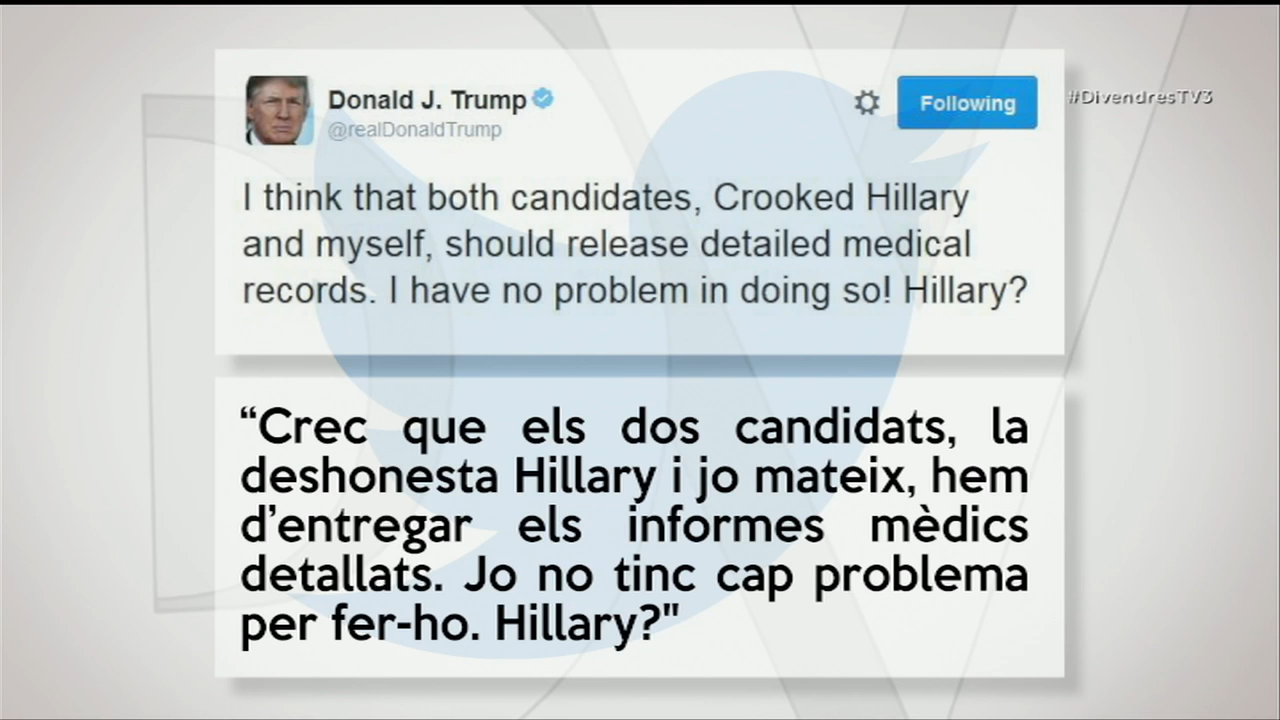 Donald J. Trump
@realDonaldTrump
Following
#DivendresTV3
I think that both candidates, Crooked Hillary
and myself, should release detailed medical
records. I have no problem in doing so! Hillary?
“Crec que els dos candidats, la
deshonesta Hillary i jo mateix, hem
d’entregar els informes mèdics
detallats. Jo no tinc cap problema
per fer-ho. Hillary?"